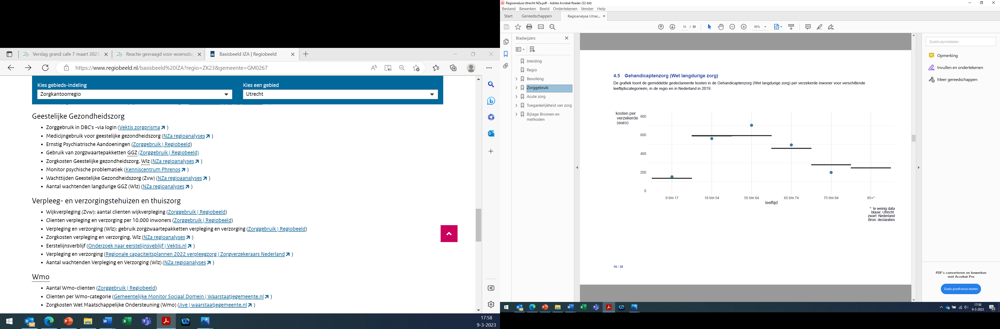 Verslag grand cafe 7 maart 2023
Reactie gevraagd voor woensdag
Basisbeeld IZA | Regiobeeld
https://www.regiobeeld.nl/basisbeeld%20IZA?regio=ZK23&gemeente=GM0267
Kies gebieds-indeling
Kies een gebied
Zorgkantoorregio
Utrecht
Geestelijke Gezondheidszorg
• Zorggebruik in DBC's -via login (Vektis zorgprisma )
• Medicijngebruik voor geestelijke gezondheidszorg (NZa regioanalyses )
• Ernstig Psychiatrische Aandoeningen (Zorggebruik | Regiobeeld)
• Gebruik van zorgzwaartepakketten GGZ (Zorggebruik | Regiobeeld)
• Zorgkosten Geestelijke gezondheidszorg, Wlz (NZa regioanalyses )
• Monitor psychische problematiek (Kenniscentrum Phrenos )
• Wachttijden Geestelijke Gezondheidszorg (Zvw) (NZa regioaanalyses )
• Aantal wachtenden langdurige GGZ (Wlz) (NZa regioanalyses )
Verpleeg- en verzorgingstehuizen en thuiszorg
• Wijkverpleging (Zvw): aantal clienten wijkverpleging (Zorggebruik | Regiobeeld)
• Clienten verpleging en verzorging per 10.000 inwoners (Zorggebruik | Regiobeeld)
• Verpleging en verzorging (Wlz): gebruik zorgzwaartepakketten verpleging en verzorging (Zorggebruik | Regiobeeld)
• Zorgkosten verpleging en verzorging, Wlz (NZa regioanalyses )
• Eerstelijnsverblijf (Onderzoek naar eerstelijnsveblijf | Vektis.nl )
• Verpleging en verzorging (Regionale capaciteitsplannen 2022 verpleegzorg | Zorgverzekeraars Nederland )
• Aantal wachtenden Verpleging en Verzorging (Wlz) (NZa regioanalyses )
Wmo
• Aantal Wmo-clienten (Zorggebruik | Regiobeeld)
• Clienten per Wmo-categorie (Gemeentelijke Monitor Sociaal Domein | Waarstaatjegemeente.nl )
• Zorgkosten Wet Maatschappelijke Ondersteuning (Wmo) (Jive | waarstaatjegemeente.nl )
17:58
9-3-2023
Regioanalyse Utrecht NZa.pdf - Adobe Acrobat Reader (32-bit)
Bestand Bewerken Beeld Ondertekenen Venster Help
Start
Gereedschappen
Regioanalyse Utrec...
16 / 39
99%
Bladwijzers
Inleiding
Regio
Bevolking
Zorggebruik
Acute zorg
Toegankelijkheid van zorg
Bijlage Bronnen en
methoden
4.5 Gehandicaptenzorg (Wet langdurige zorg)
De grafiek toont de gemiddelde gedeclareerde kosten in de Gehandicaptenzorg (Wet langdurige zorg) per verzekerde inwoner voor verschillende
leeftijdscategorieën, in de regio en in Nederland in 2019.
kosten per
verzekerde
(euro)
800
600
400
200
0
0 t/m 17
18 t/m 54
55 t/m 64
65 t/m 74
75 t/m 84
85+*
leeftijd
*: te weinig data
blauw: Utrecht
zwart: Nederland
Bron: declaraties
16 / 39
Zoekhulpmiddelen
Opmerking
Invullen en ondertekenen
Meer gereedschappen
PDF's converteren en bewerken
met Acrobat Pro
Gratis proefversie starten
17:58
9-3-2023
21